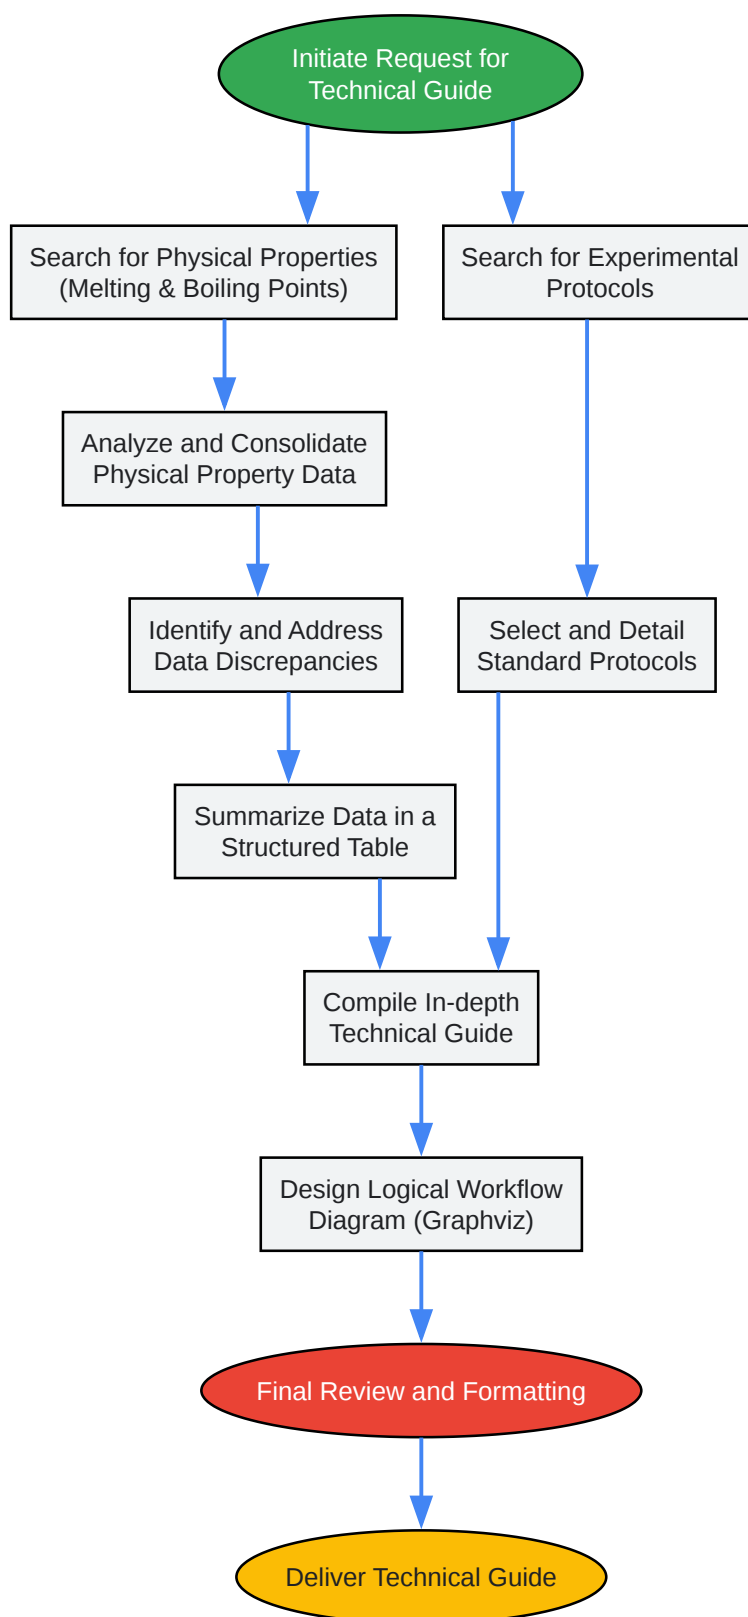 Initiate Request for
Technical Guide
Search for Physical Properties
(Melting & Boiling Points)
Search for Experimental
Protocols
Analyze and Consolidate
Physical Property Data
Identify and Address
Data Discrepancies
Select and Detail
Standard Protocols
Summarize Data in a
Structured Table
Compile In-depth
Technical Guide
Design Logical Workflow
Diagram (Graphviz)
Final Review and Formatting
Deliver Technical Guide